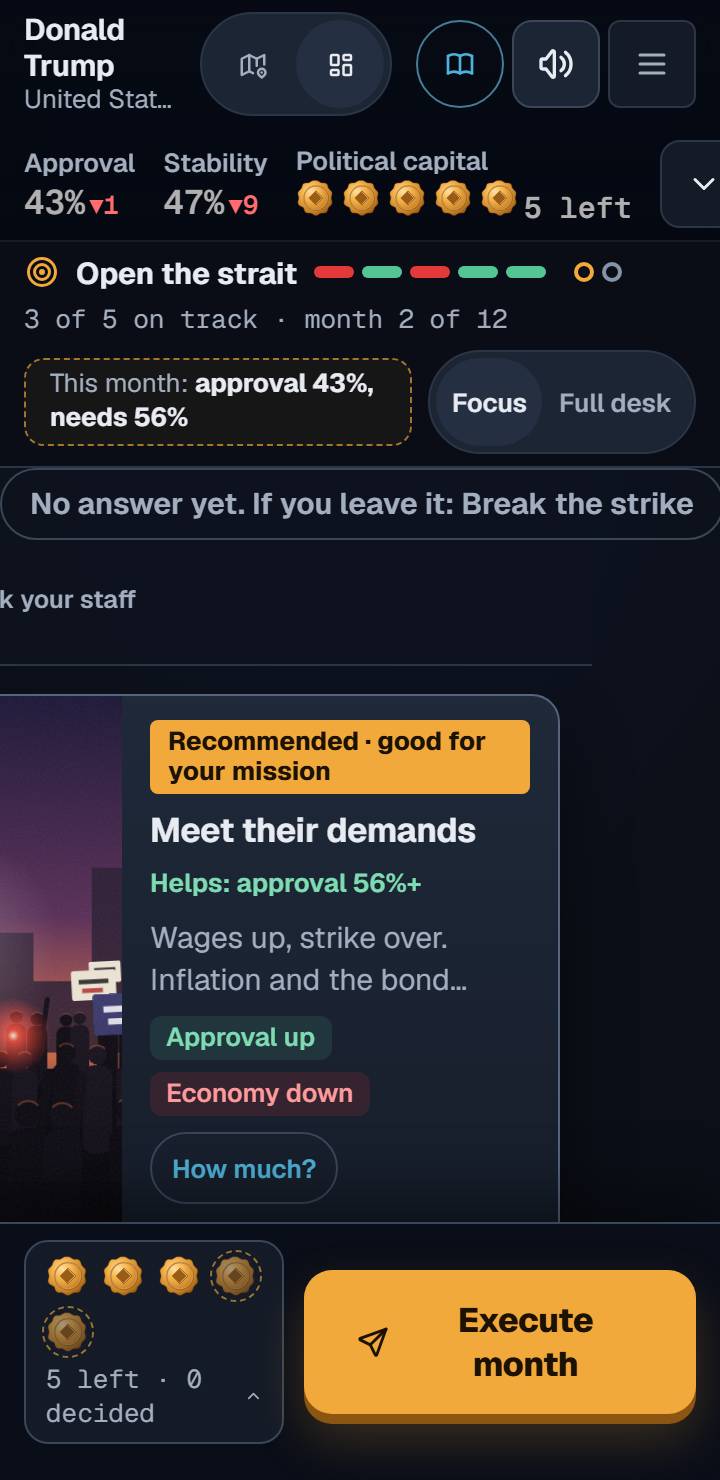 Donald
Trump
United Stat…
Approval
Stability
Political capital
43%▾1
47%▾9
5 left
Open the strait
3 of 5 on track · month 2 of 12
This month: approval 43%,
needs 56%
Focus
Full desk
No answer yet. If you leave it: Break the strike
k your staff
Recommended · good for
your mission
Meet their demands
Helps: approval 56%+
Wages up, strike over.
Inflation and the bond…
Approval up
Economy down
How much?
5 left · 0
decided
Execute
month